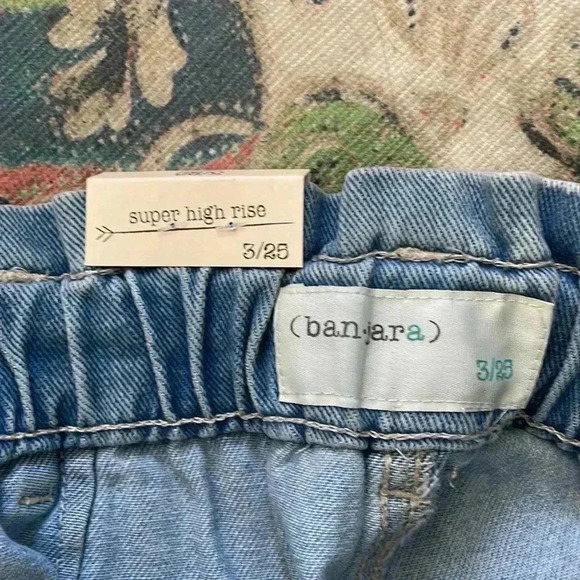 super high rise
3/25
(ban·jara)
3/25